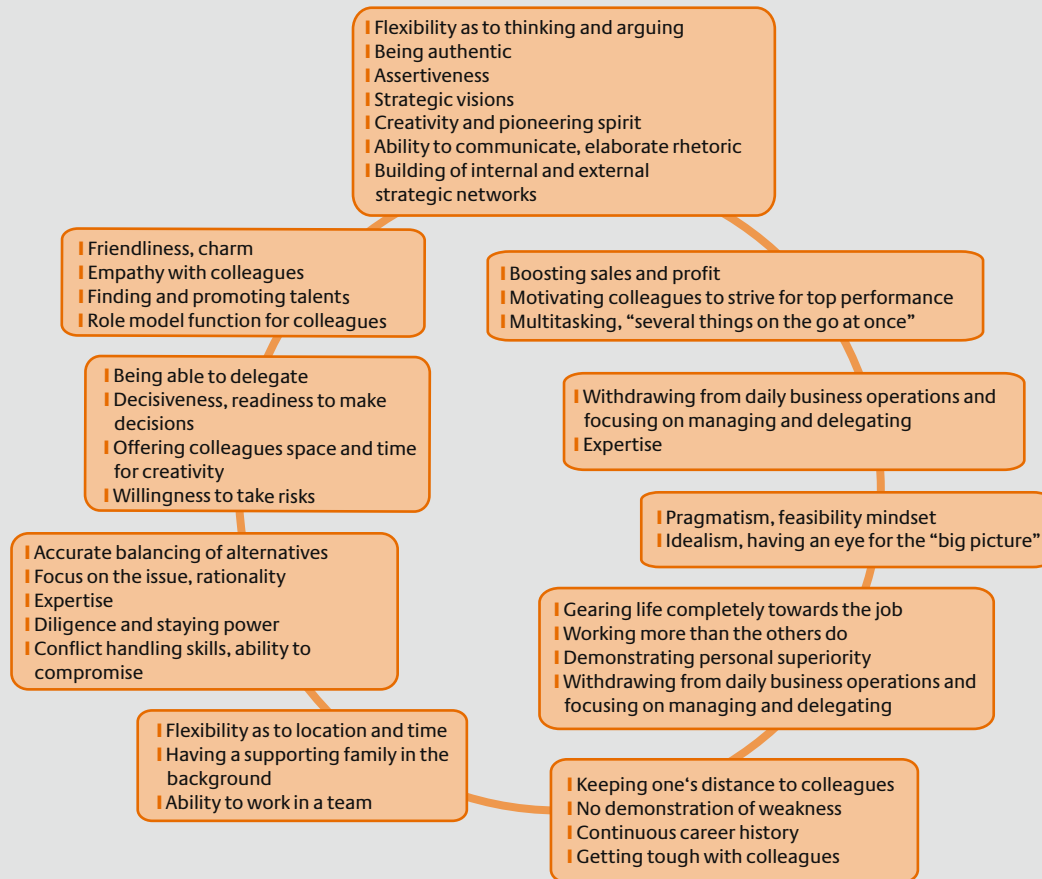 Flexibility as to thinking and arguing
Being authentic
Assertiveness
Strategic visions
Creativity and pioneering spirit
Ability to communicate, elaborate rhetoric
Building of internal and external
strategic networks
Friendliness, charm
Empathy with colleagues
Finding and promoting talents
Role model function for colleagues
Boosting sales and profit
Motivating colleagues to strive for top performance
Multitasking, “several things on the go at once”
Being able to delegate
Decisiveness, readiness to make
decisions
Offering colleagues space and time
for creativity
Willingness to take risks
Withdrawing from daily business operations and
focusing on managing and delegating
Expertise
Pragmatism, feasibility mindset
Idealism, having an eye for the “big picture”
Accurate balancing of alternatives
Focus on the issue, rationality
Expertise
Diligence and staying power
Conflict handling skills, ability to
compromise
Gearing life completely towards the job
Working more than the others do
Demonstrating personal superiority
Withdrawing from daily business operations and
focusing on managing and delegating
Flexibility as to location and time
Having a supporting family in the
background
Ability to work in a team
Keeping one‘s distance to colleagues
No demonstration of weakness
Continuous career history
Getting tough with colleagues